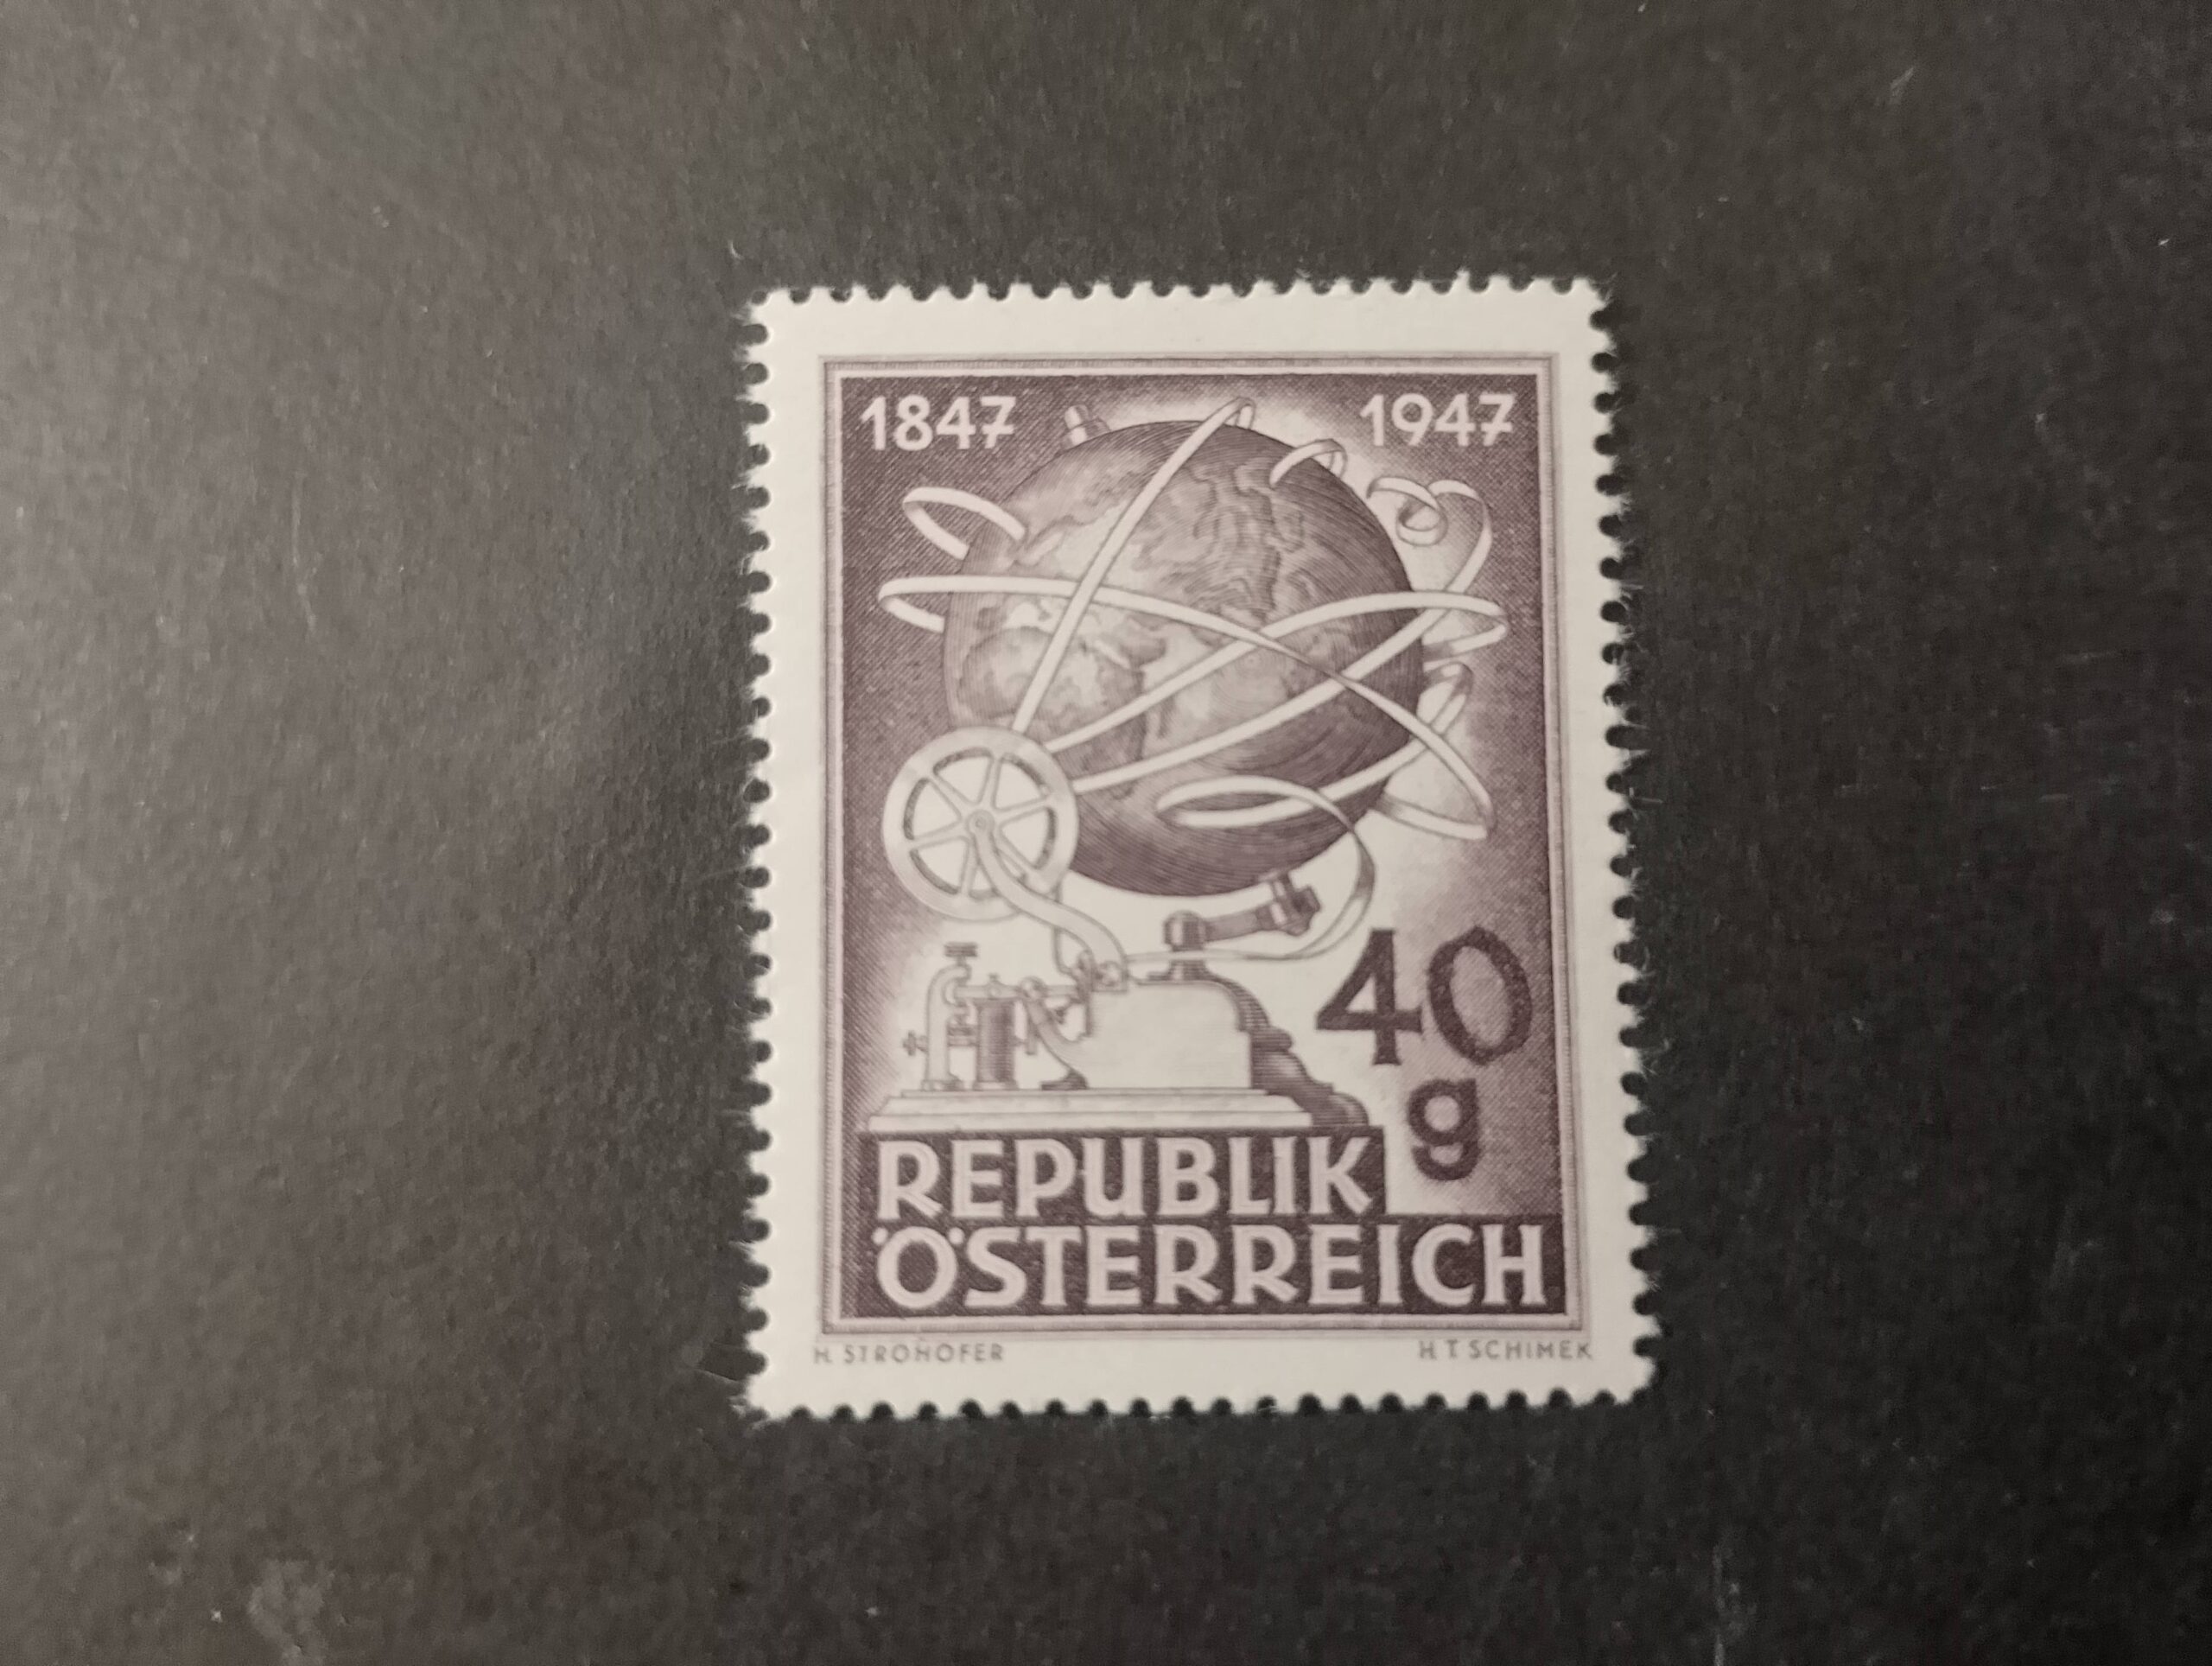 1847 1947
40
g
REPUBLIK
ÖSTERREICH
H. STROHOFER H. T. SCHIMEK